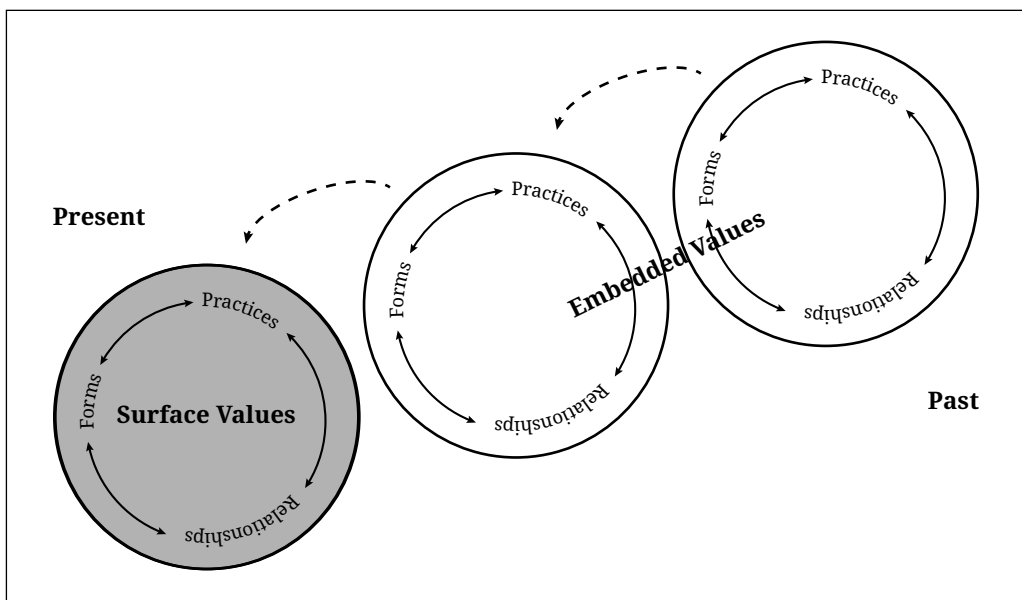 Present
Practices
Forms
Surface Values
Relationships
Practices
Forms
Relationships
Embedded Values
Practices
Forms
Relationships
Past